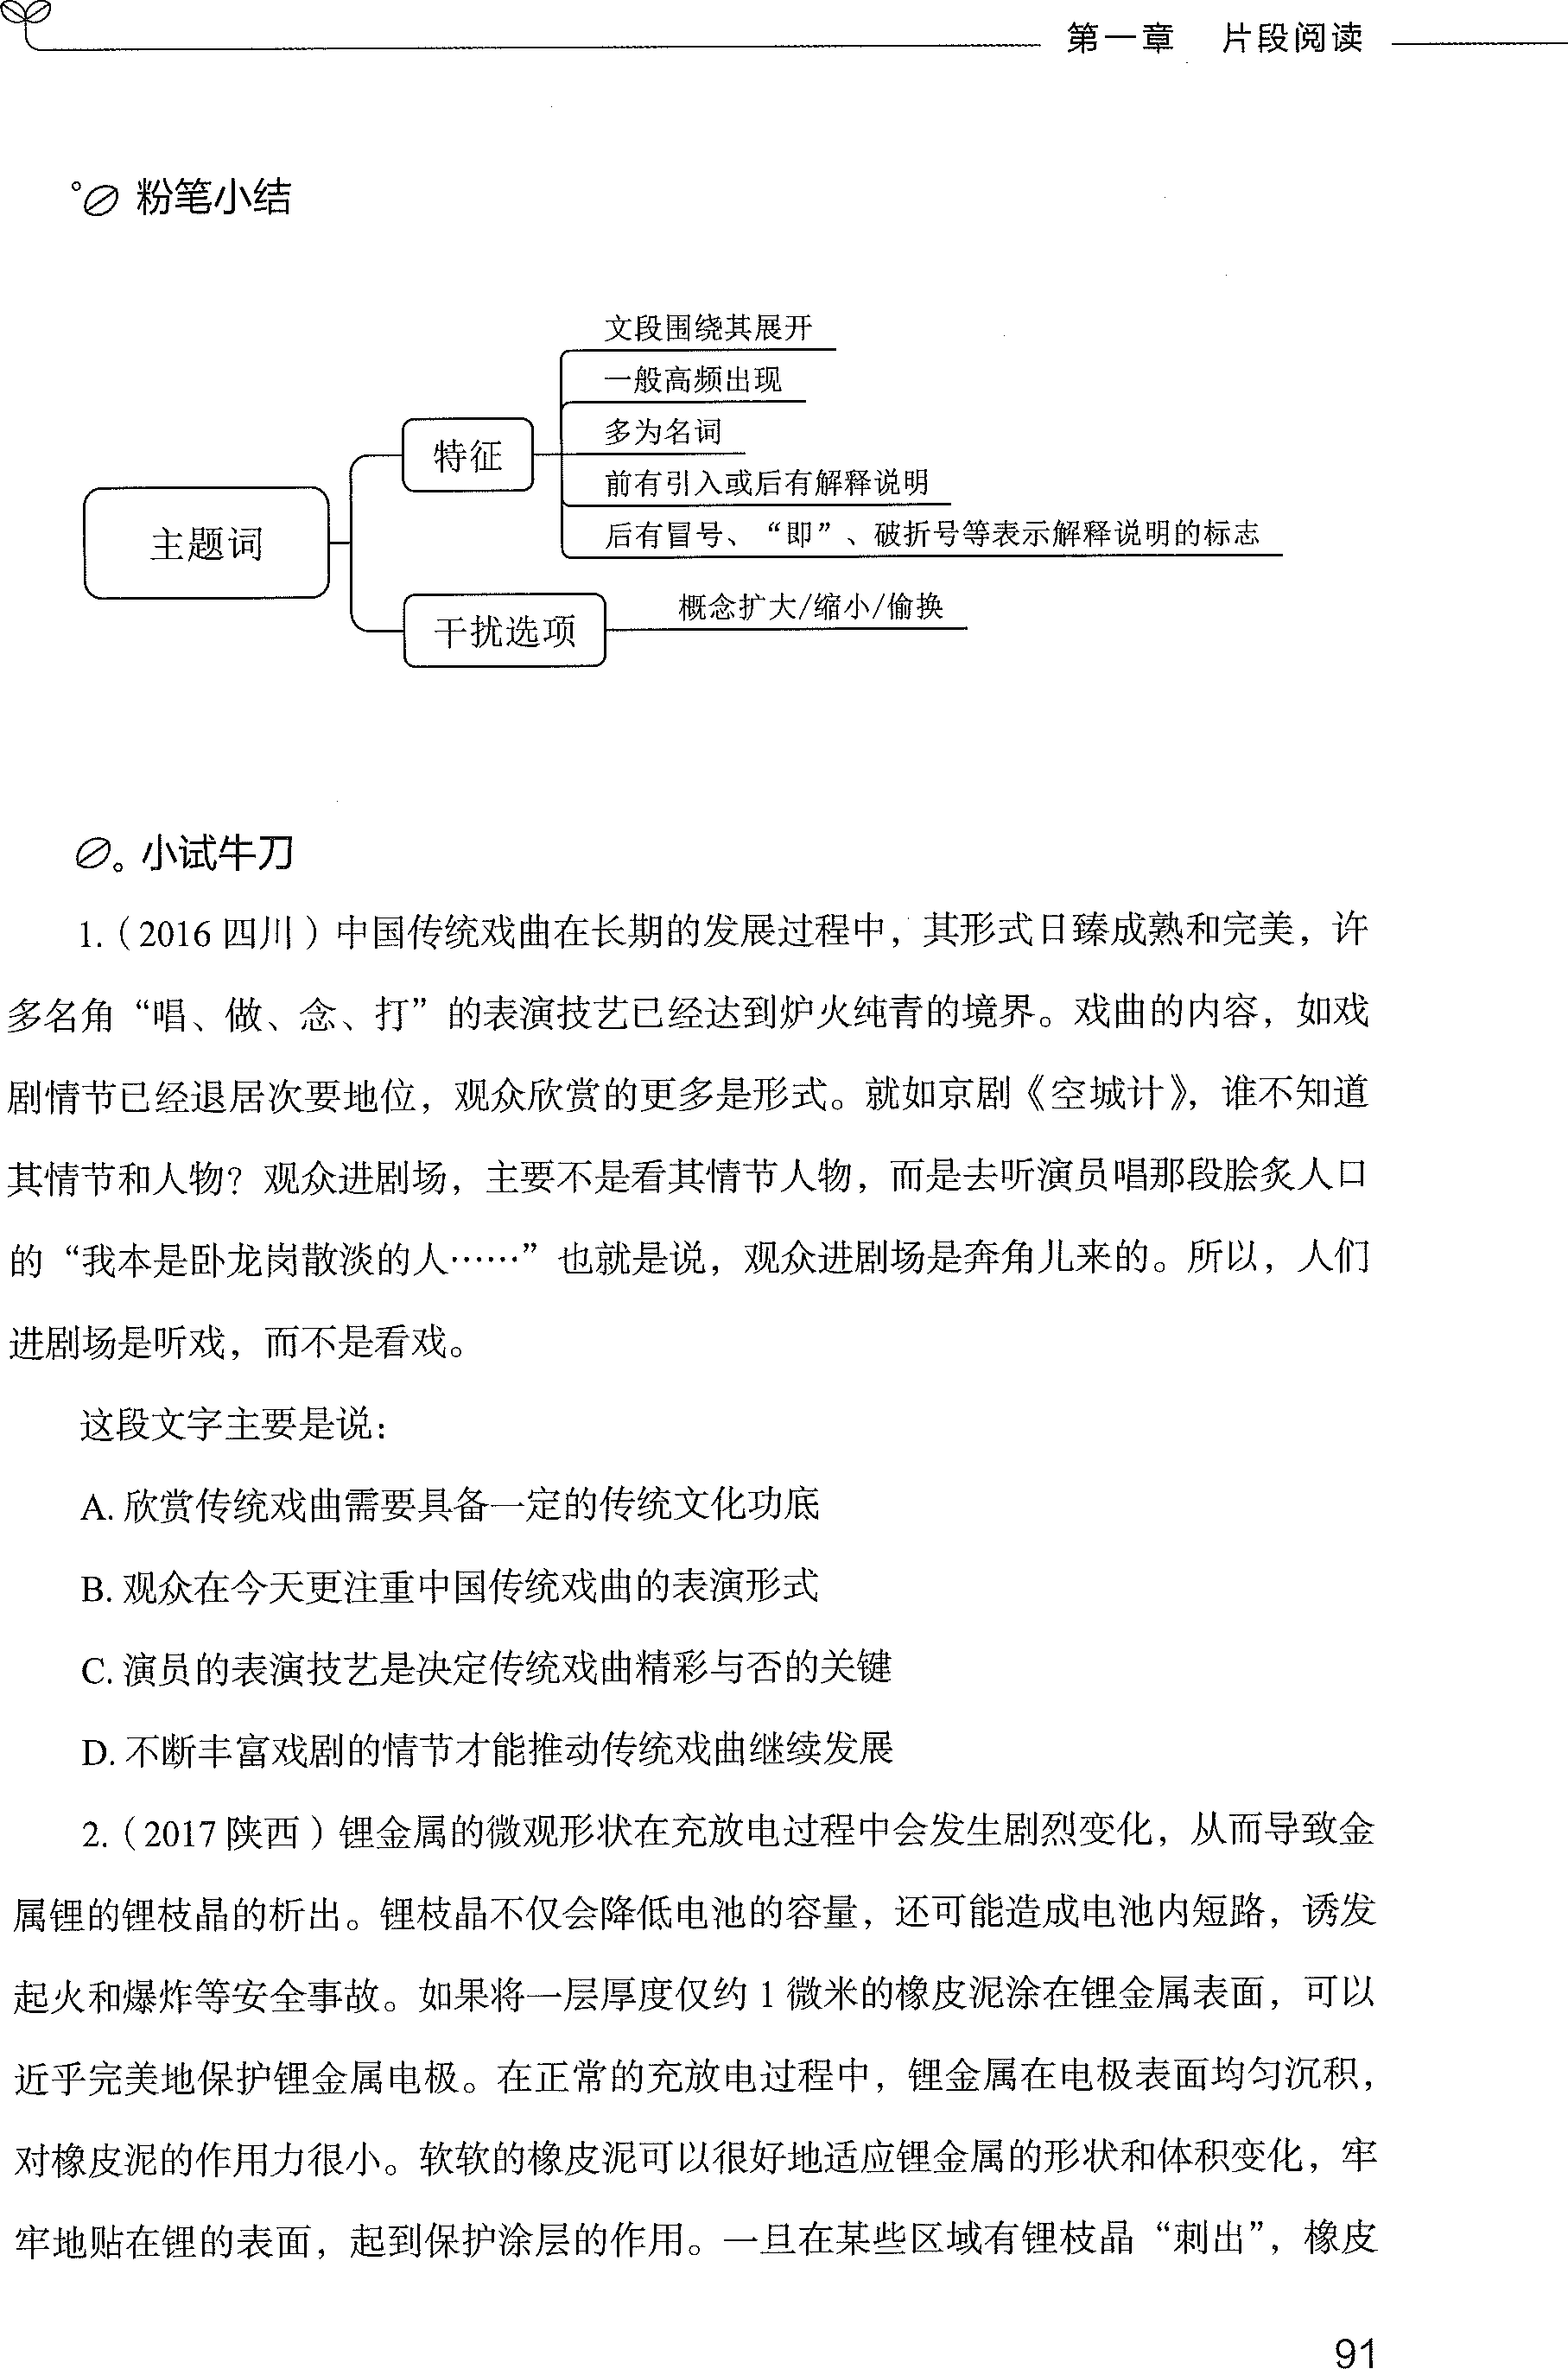 第一章 片段阅读
粉笔小结
文段围绕其展开
一般高频出现
多为名词
特征
前有引入或后有解释说明
主题词
后有冒号、“即”、破折号等表示解释说明的标志
概念扩大/缩小/偷换
干扰选项
小试牛刀
1.（2016 四川）中国传统戏曲在长期的发展过程中，其形式日臻成熟和完美，许
多名角“唱、做、念、打”的表演技艺已经达到炉火纯青的境界。戏曲的内容，如戏
剧情节已经退居次要地位，观众欣赏的更多是形式。就如京剧《空城计》，谁不知道
其情节和人物？观众进剧场，主要不是看其情节人物，而是去听演员唱那段脍炙人口
的“我本是卧龙岗散淡的人……”也就是说，观众进剧场是奔角儿来的。所以，人们
进剧场是听戏，而不是看戏。
这段文字主要是说：
A. 欣赏传统戏曲需要具备一定的传统文化功底
B. 观众在今天更注重中国传统戏曲的表演形式
C. 演员的表演技艺是决定传统戏曲精彩与否的关键
D. 不断丰富戏剧的情节才能推动传统戏曲继续发展
2.（2017 陕西）锂金属的微观形状在充放电过程中会发生剧烈变化，从而导致金
属锂的锂枝晶的析出。锂枝晶不仅会降低电池的容量，还可能造成电池内短路，诱发
起火和爆炸等安全事故。如果将一层厚度仅约 1 微米的橡皮泥涂在锂金属表面，可以
近乎完美地保护锂金属电极。在正常的充放电过程中，锂金属在电极表面均匀沉积，
对橡皮泥的作用力很小。软软的橡皮泥可以很好地适应锂金属的形状和体积变化，牢
牢地贴在锂的表面，起到保护涂层的作用。一旦在某些区域有锂枝晶“刺出”，橡皮
91